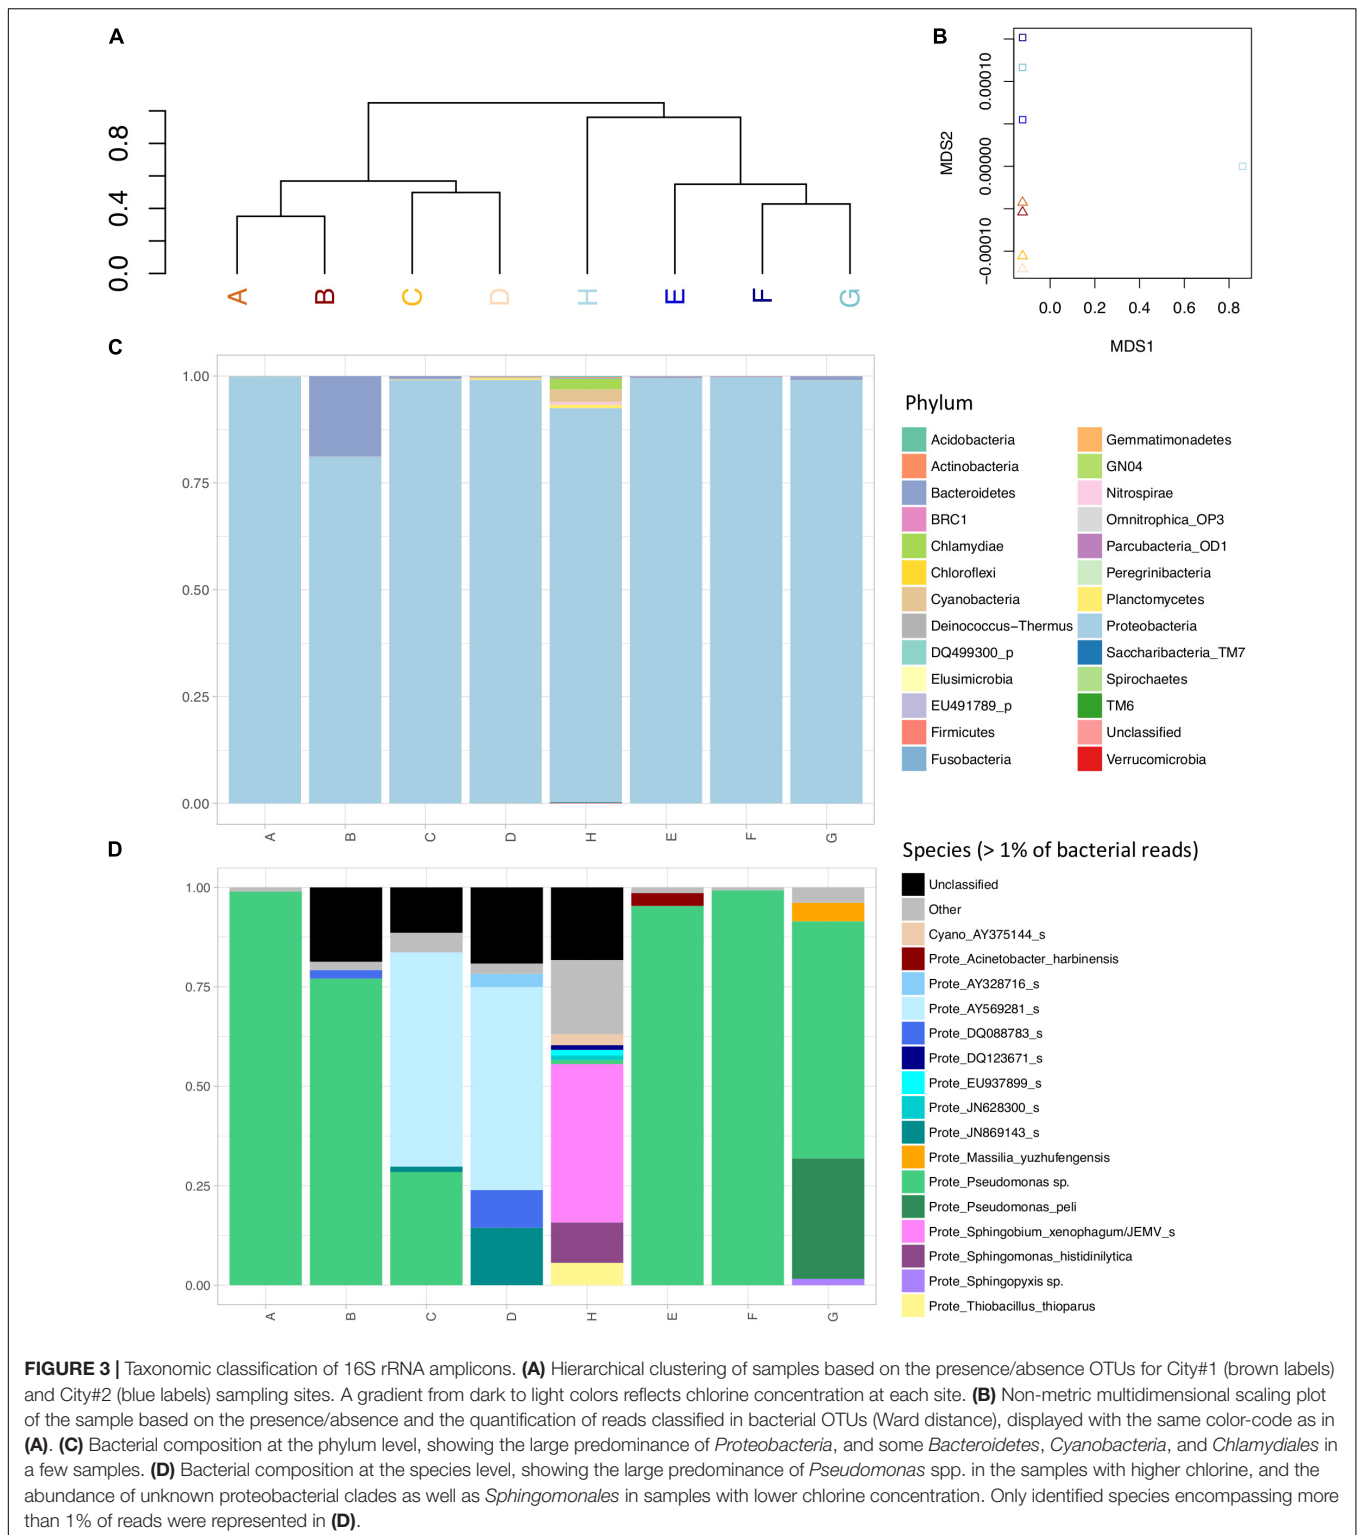 A
0.0
0.4
0.8
A
B
C
D
H
E
F
G
B
MDS2
−0.00010
0.00000
0.00010
0.0
0.2
0.4
0.6
0.8
MDS1
C
1.00
0.75
0.50
0.25
0.00
A
B
C
D
H
E
F
G
Phylum
Acidobacteria
Actinobacteria
Bacteroidetes
BRC1
Chlamydiae
Chloroflexi
Cyanobacteria
Deinococcus−Thermus
DQ499300_p
Elusimicrobia
EU491789_p
Firmicutes
Fusobacteria
Gemmatimonadetes
GN04
Nitrospirae
Omnitrophica_OP3
Parcubacteria_OD1
Peregrinibacteria
Planctomycetes
Proteobacteria
Saccharibacteria_TM7
Spirochaetes
TM6
Unclassified
Verrucomicrobia
D
1.00
0.75
0.50
0.25
0.00
A
B
C
D
H
E
F
G
Species (> 1% of bacterial reads)
Unclassified
Other
Cyano_AY375144_s
Prote_Acinetobacter_harbinensis
Prote_AY328716_s
Prote_AY569281_s
Prote_DQ088783_s
Prote_DQ123671_s
Prote_EU937899_s
Prote_JN628300_s
Prote_JN869143_s
Prote_Massilia_yuzhufengensis
Prote_Pseudomonas sp.
Prote_Pseudomonas_peli
Prote_Sphingobium_xenophagum/JEMV_s
Prote_Sphingomonas_histidinilytica
Prote_Sphingopyxis sp.
Prote_Thiobacillus_thioparus
FIGURE 3 | Taxonomic classification of 16S rRNA amplicons. (A) Hierarchical clustering of samples based on the presence/absence OTUs for City#1 (brown labels)
and City#2 (blue labels) sampling sites. A gradient from dark to light colors reflects chlorine concentration at each site. (B) Non-metric multidimensional scaling plot
of the sample based on the presence/absence and the quantification of reads classified in bacterial OTUs (Ward distance), displayed with the same color-code as in
(A). (C) Bacterial composition at the phylum level, showing the large predominance of Proteobacteria, and some Bacteroidetes, Cyanobacteria, and Chlamydiales in
a few samples. (D) Bacterial composition at the species level, showing the large predominance of Pseudomonas spp. in the samples with higher chlorine, and the
abundance of unknown proteobacterial clades as well as Sphingomonales in samples with lower chlorine concentration. Only identified species encompassing more
than 1% of reads were represented in (D).